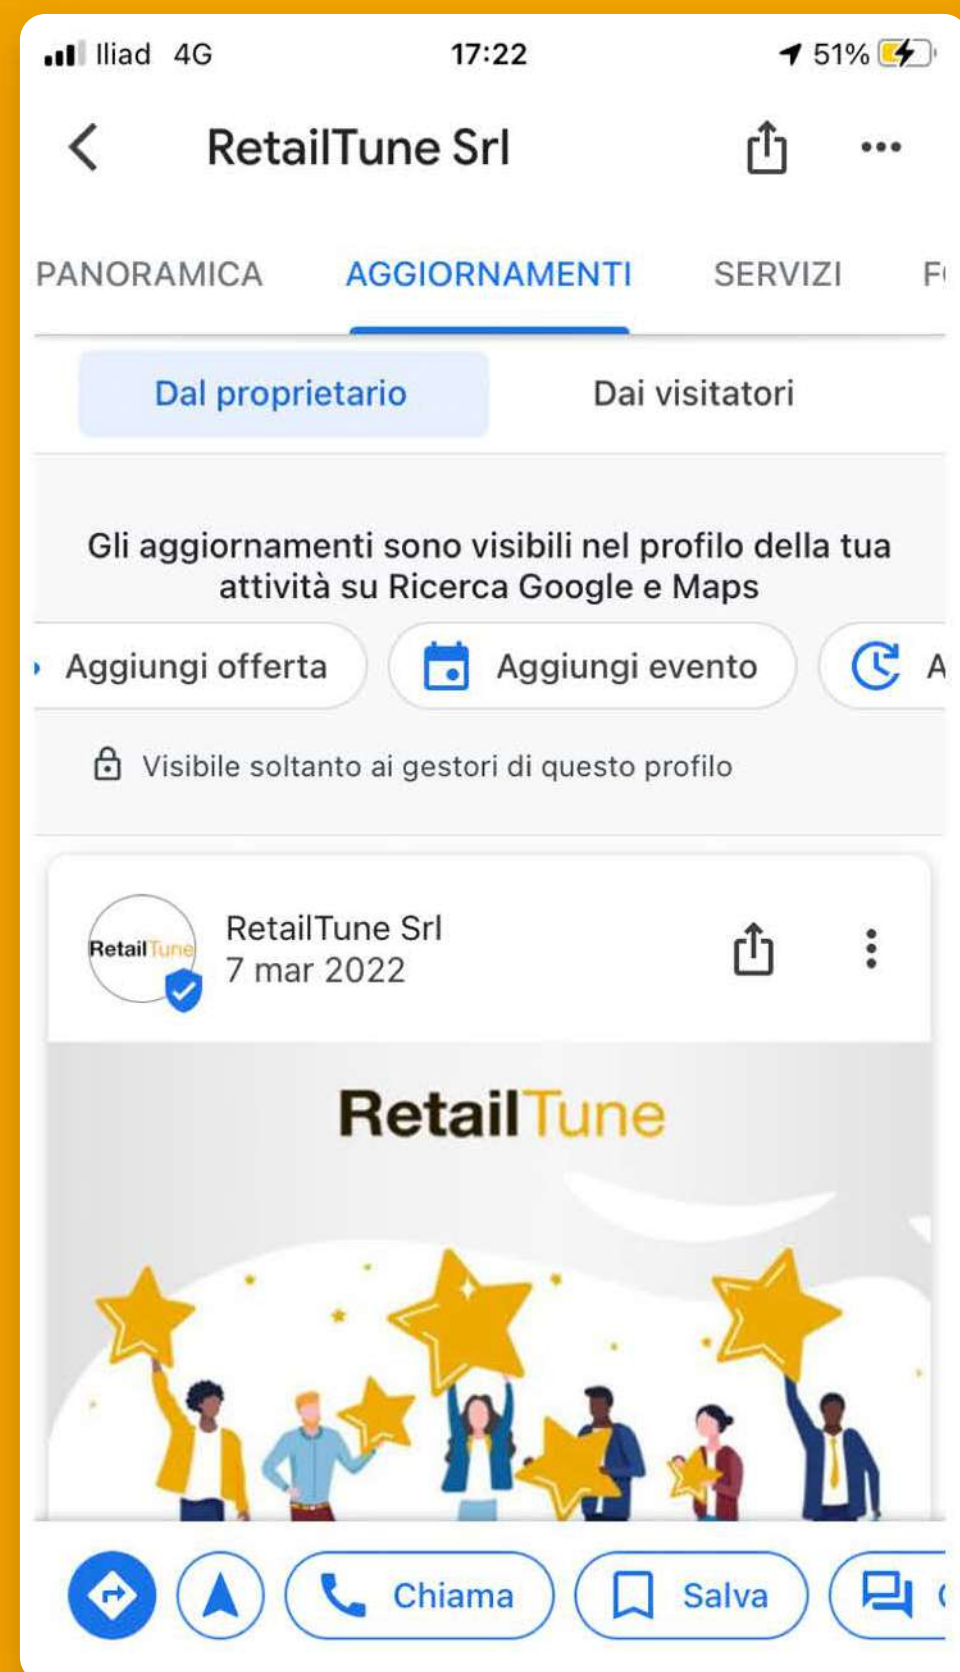 Iliad 4G 17:22 51%
RetailTune Srl
PANORAMICA AGGIORNAMENTI SERVIZI
Dal proprietario Dai visitatori
Gli aggiornamenti sono visibili nel profilo della tua
attività su Ricerca Google e Maps
Aggiungi offerta Aggiungi evento
Visibile soltanto ai gestori di questo profilo
RetailTune
RetailTune Srl
7 mar 2022
RetailTune
Chiama Salva